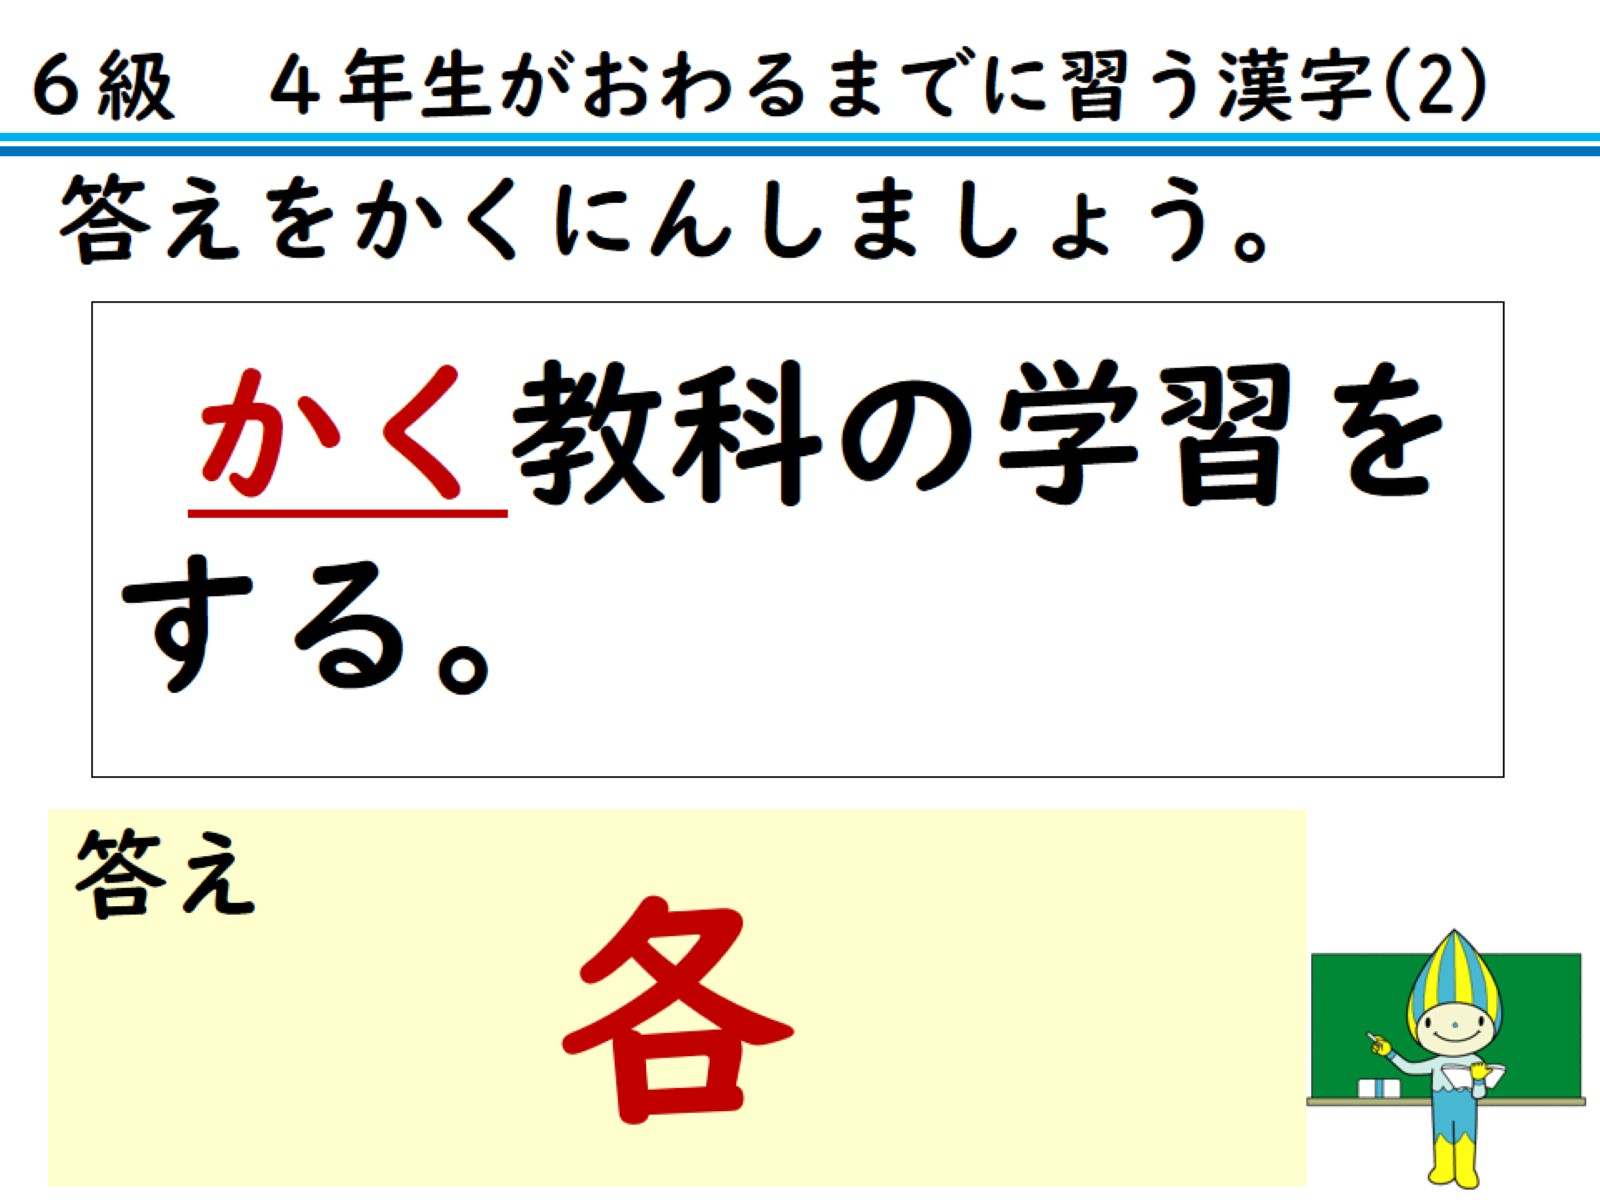 ６級　４年生がおわるまでに習う漢字(2)
答えをかくにんしましょう。
かく教科の学習を
する。
答え
各